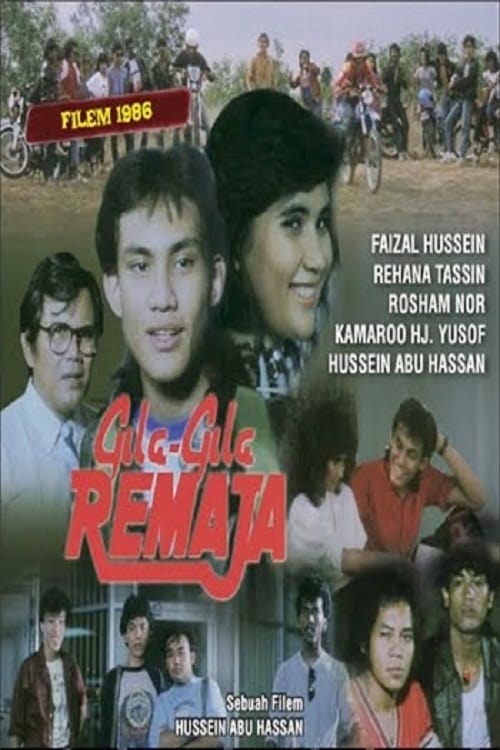 FILEM 1986
FAIZAL HUSSEIN
REHANA TASSIN
ROSHAM NOR
KAMAROO HJ. YUSOF
HUSSEIN ABU HASSAN
Gila-Gila
REMAJA
Sebuah Filem
HUSSEIN ABU HASSAN